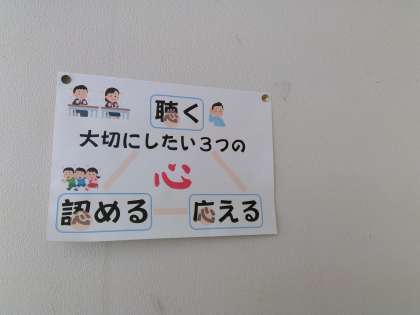 聴く
大切にしたい３つの
心
認める
応える